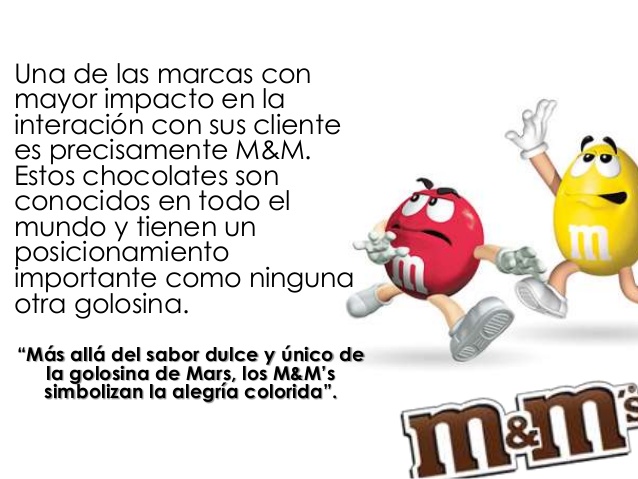 Una de las marcas con
mayor impacto en la
interación con sus cliente
es precisamente M&M.
Estos chocolates son
conocidos en todo el
mundo y tienen un
posicionamiento
importante como ninguna
otra golosina.
“Más allá del sabor dulce y único de
la golosina de Mars, los M&M’s
simbolizan la alegría colorida”.
m
m
m&m's